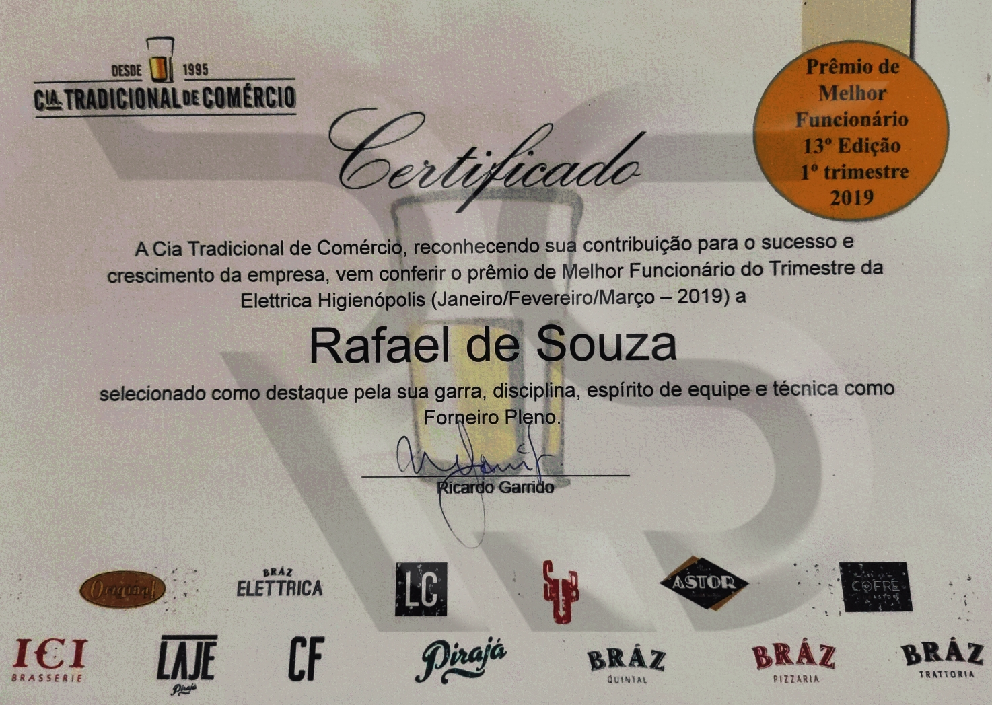 DESDE 1995
CIA. TRADICIONAL DE COMÉRCIO
Prêmio de
Melhor
Funcionário
13º Edição
1º trimestre
2019
Certificado
A Cia Tradicional de Comércio, reconhecendo sua contribuição para o sucesso e
crescimento da empresa, vem conferir o prêmio de Melhor Funcionário do Trimestre da
Elettrica Higienópolis (Janeiro/Fevereiro/Março – 2019) a
Rafael de Souza
selecionado como destaque pela sua garra, disciplina, espírito de equipe e técnica como
Forneiro Pleno.
Ricardo Garrido
Original
BRÁZ
ELETTRICA
LC
SUB
ASTOR
COFRE
ICI
BRASSERIE
LAJE
Pirajá
CF
Pirajá
BRÁZ
QUINTAL
BRÁZ
PIZZARIA
BRÁZ
TRATTORIA